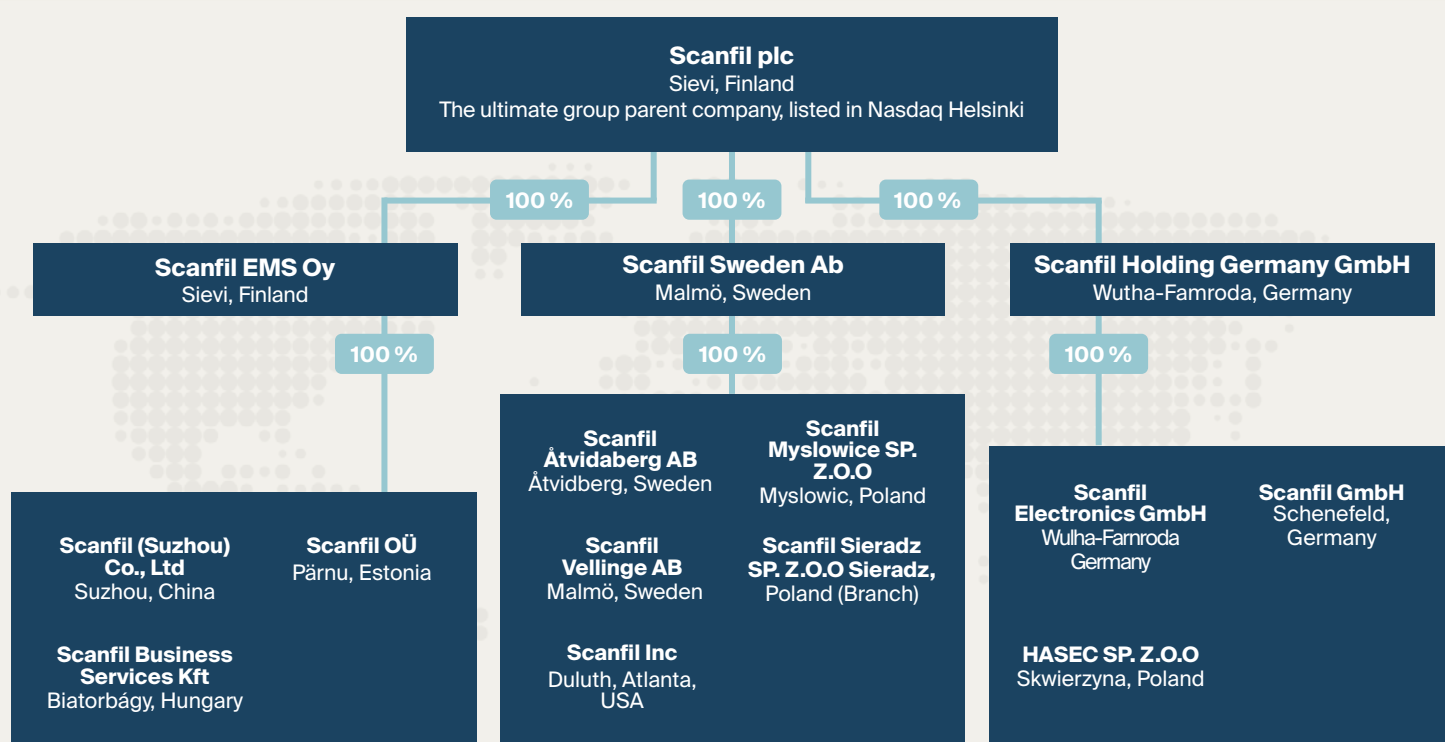 Scanfil plc
Sievi, Finland
The ultimate group parent company, listed in Nasdaq Helsinki
100 %
100 %
100 %
Scanfil EMS Oy
Sievi, Finland
Scanfil Sweden Ab
Malmö, Sweden
Scanfil Holding Germany GmbH
Wutha-Famroda, Germany
100 %
100 %
100 %
Scanfil (Suzhou)
Co., Ltd
Suzhou, China
Scanfil OÜ
Pärnu, Estonia
Scanfil Business
Services Kft
Biatorbágy, Hungary
Scanfil
Åtvidaberg AB
Åtvidberg, Sweden
Scanfil
Myslowice SP.
Z.O.O
Myslowic, Poland
Scanfil
Vellinge AB
Malmö, Sweden
Scanfil Sieradz
SP. Z.O.O Sieradz,
Poland (Branch)
Scanfil Inc
Duluth, Atlanta,
USA
Scanfil
Electronics GmbH
Wulha-Farnroda
Germany
Scanfil GmbH
Schenefeld,
Germany
HASEC SP. Z.O.O
Skwierzyna, Poland